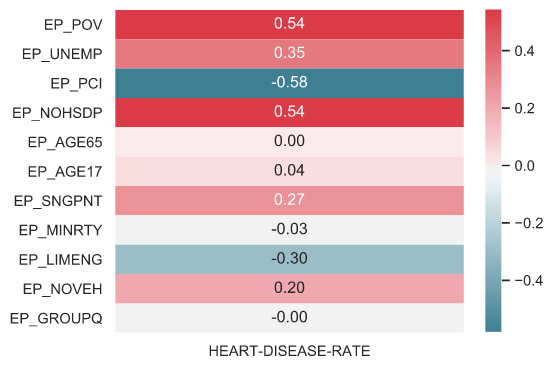 EP_POV 0.54
EP_UNEMP 0.35
EP_PCI -0.58
EP_NOHSDP 0.54
EP_AGE65 0.00
EP_AGE17 0.04
EP_SNGPNT 0.27
EP_MINRTY -0.03
EP_LIMENG -0.30
EP_NOVEH 0.20
EP_GROUPQ -0.00
HEART-DISEASE-RATE
0.4
0.2
0.0
−0.2
−0.4